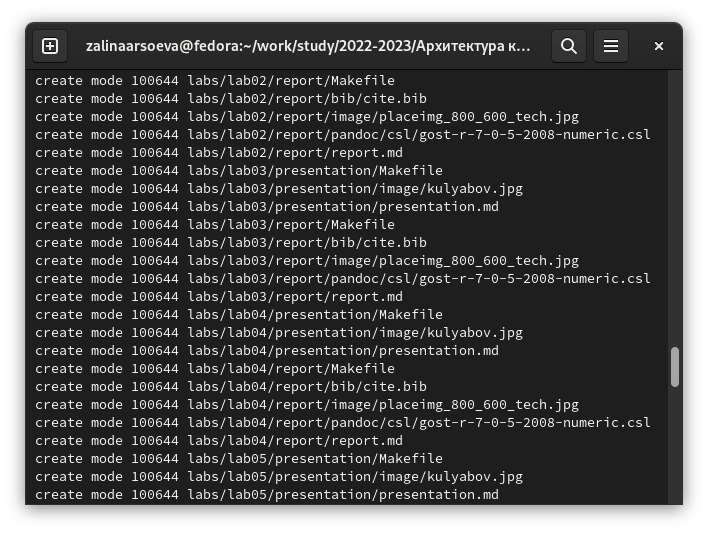 zalinaarsoeva@fedora:~/work/study/2022-2023/Архитектура к...
create mode 100644 labs/lab02/report/Makefile
create mode 100644 labs/lab02/report/bib/cite.bib
create mode 100644 labs/lab02/report/image/placeimg_800_600_tech.jpg
create mode 100644 labs/lab02/report/pandoc/csl/gost-r-7-0-5-2008-numeric.csl
create mode 100644 labs/lab02/report/report.md
create mode 100644 labs/lab03/presentation/Makefile
create mode 100644 labs/lab03/presentation/image/kulyabov.jpg
create mode 100644 labs/lab03/presentation/presentation.md
create mode 100644 labs/lab03/report/Makefile
create mode 100644 labs/lab03/report/bib/cite.bib
create mode 100644 labs/lab03/report/image/placeimg_800_600_tech.jpg
create mode 100644 labs/lab03/report/pandoc/csl/gost-r-7-0-5-2008-numeric.csl
create mode 100644 labs/lab03/report/report.md
create mode 100644 labs/lab04/presentation/Makefile
create mode 100644 labs/lab04/presentation/image/kulyabov.jpg
create mode 100644 labs/lab04/presentation/presentation.md
create mode 100644 labs/lab04/report/Makefile
create mode 100644 labs/lab04/report/bib/cite.bib
create mode 100644 labs/lab04/report/image/placeimg_800_600_tech.jpg
create mode 100644 labs/lab04/report/pandoc/csl/gost-r-7-0-5-2008-numeric.csl
create mode 100644 labs/lab04/report/report.md
create mode 100644 labs/lab05/presentation/Makefile
create mode 100644 labs/lab05/presentation/image/kulyabov.jpg
create mode 100644 labs/lab05/presentation/presentation.md